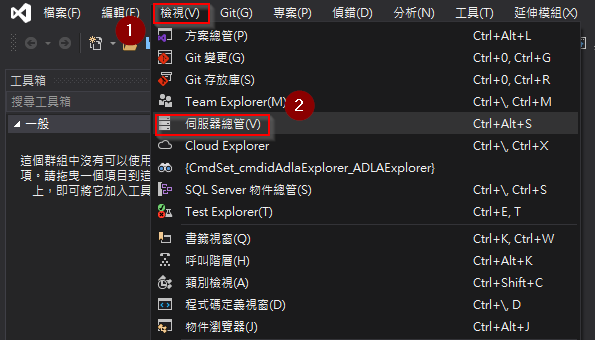 檔案(F) 編輯(E) 檢視(V) Git(G) 專案(P) 偵錯(D) 分析(N) 工具(T) 延伸模組(X)
1
工具箱
搜尋工具箱
一般
這個群組中沒有可以使用
項。請拖曳一個項目到這
上，即可將它加入工具
方案總管(P) Ctrl+Alt+L
Git 變更(G) Ctrl+0, Ctrl+G
Git 存放庫(S) Ctrl+0, Ctrl+R
Team Explorer(M) Ctrl+\, Ctrl+M
2
伺服器總管(V) Ctrl+Alt+S
Cloud Explorer Ctrl+\, Ctrl+X
{CmdSet_cmdidAdlaExplorer_ADLAExplorer}
SQL Server 物件總管(S) Ctrl+\, Ctrl+S
Test Explorer(T) Ctrl+E, T
書籤視窗(Q) Ctrl+K, Ctrl+W
呼叫階層(H) Ctrl+Alt+K
類別檢視(A) Ctrl+Shift+C
程式碼定義視窗(D) Ctrl+\, D
物件瀏覽器(J) Ctrl+Alt+J